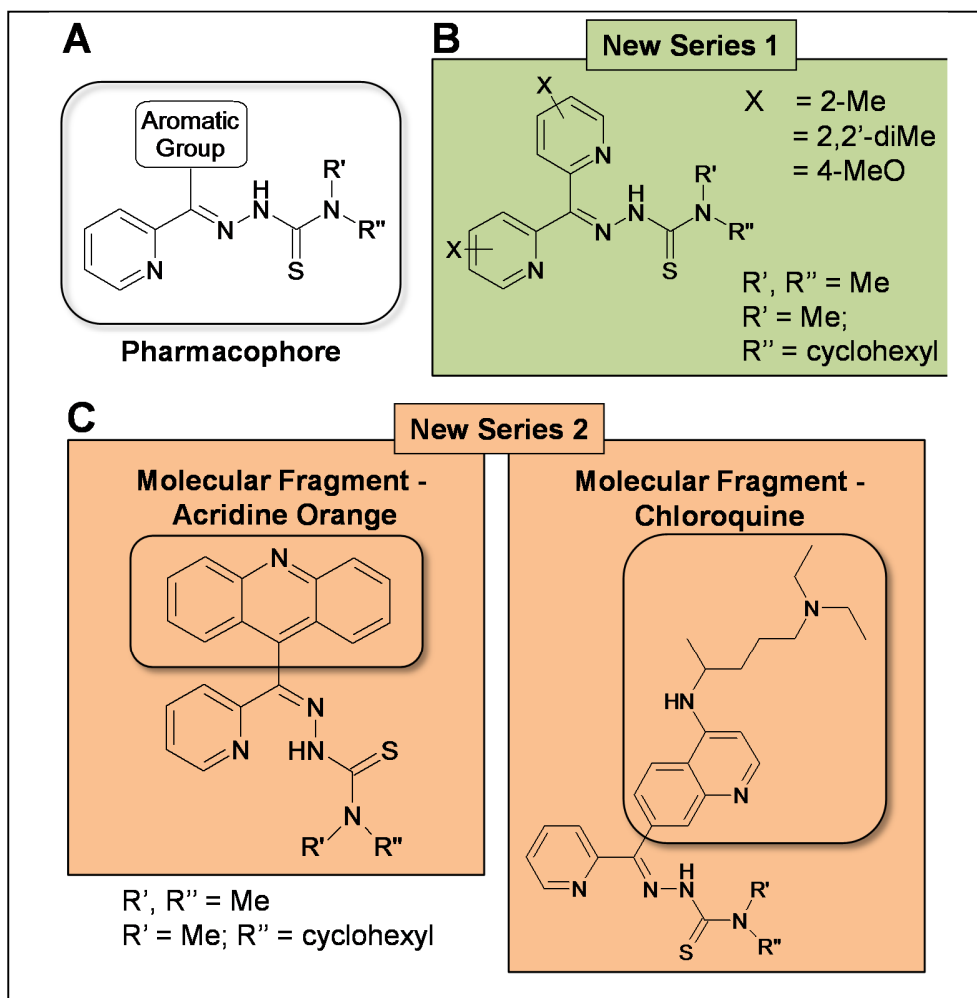 A
Aromatic
Group
R'
H
N
N
N
R"
N
S
Pharmacophore
B
New Series 1
X
X = 2-Me
= 2,2’-diMe
= 4-MeO
N
R'
H
N
N
N
R"
X
N
S
R’, R’’ = Me
R’ = Me;
R’’ = cyclohexyl
C
New Series 2
Molecular Fragment -
Acridine Orange
N
N
N
HN
S
N
R'
R"
R’, R’’ = Me
R’ = Me; R’’ = cyclohexyl
Molecular Fragment -
Chloroquine
N
HN
N
H
N
N
N
R'
S
N
R"